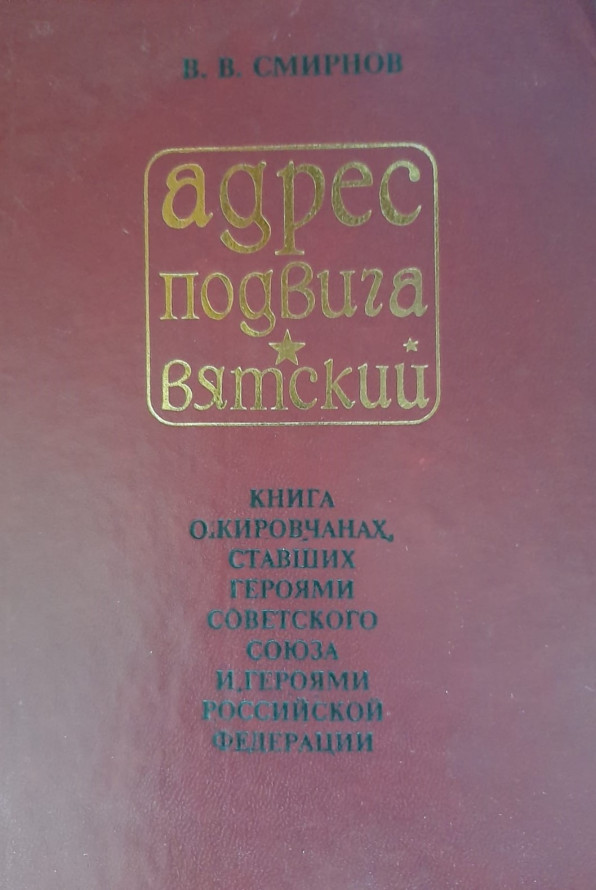 В. В. СМИРНОВ
адрес
подвига
вятский
КНИГА
О КИРОВЧАНАХ,
СТАВШИХ
ГЕРОЯМИ
СОВЕТСКОГО
СОЮЗА
И ГЕРОЯМИ
РОССИЙСКОЙ
ФЕДЕРАЦИИ